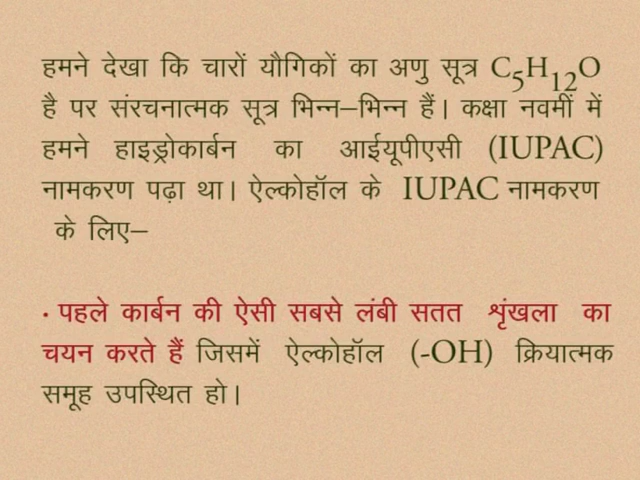 हमने देखा कि चारों यौगिकों का अणु सूत्र C₅H₁₂O
है पर संरचनात्मक सूत्र भिन्न–भिन्न हैं। कक्षा नवमीं में
हमने हाइड्रोकार्बन का आईयूपीएसी (IUPAC)
नामकरण पढ़ा था। ऐल्कोहॉल के IUPAC नामकरण
के लिए–
· पहले कार्बन की ऐसी सबसे लंबी सतत श्रृंखला का
चयन करते हैं जिसमें ऐल्कोहॉल (-OH) क्रियात्मक
समूह उपस्थित हो।